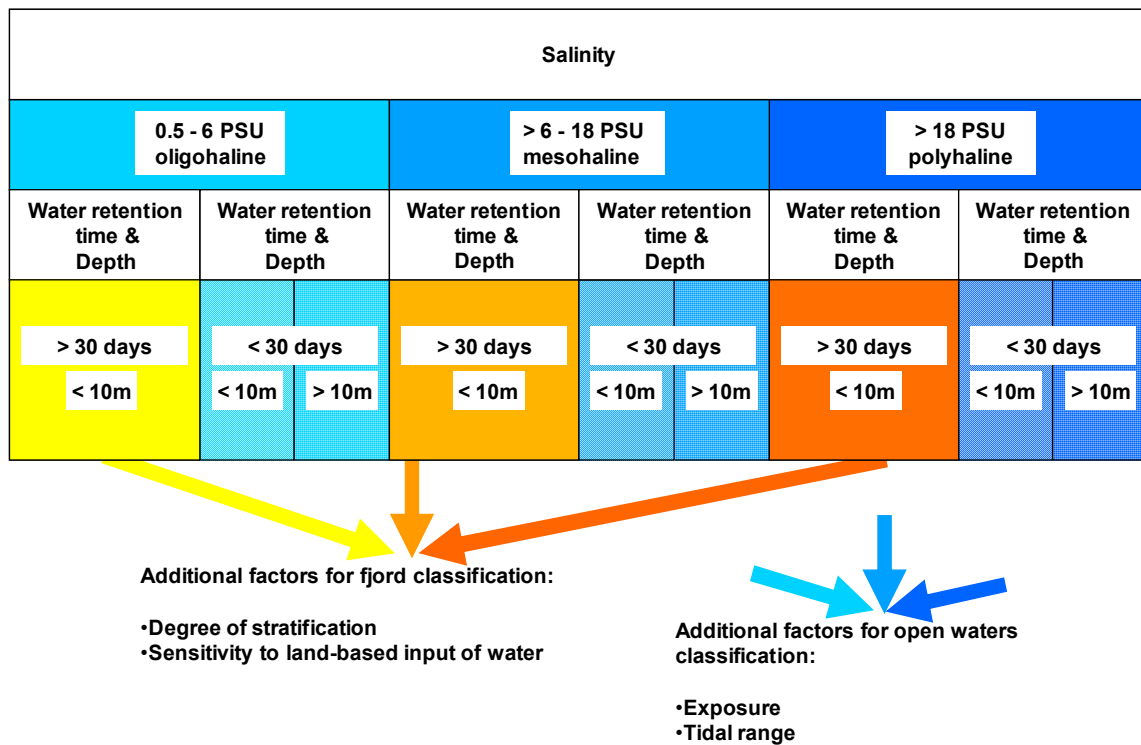 Salinity
0.5 - 6 PSU
oligohaline
> 6 - 18 PSU
mesohaline
> 18 PSU
polyhaline
Water retention
time &
Depth
Water retention
time &
Depth
Water retention
time &
Depth
Water retention
time &
Depth
Water retention
time &
Depth
Water retention
time &
Depth
> 30 days
< 10m
< 30 days
< 10m
> 10m
> 30 days
< 10m
< 30 days
< 10m
> 10m
> 30 days
< 10m
< 30 days
< 10m
> 10m
Additional factors for fjord classification:
•Degree of stratification
•Sensitivity to land-based input of water
Additional factors for open waters
classification:
•Exposure
•Tidal range